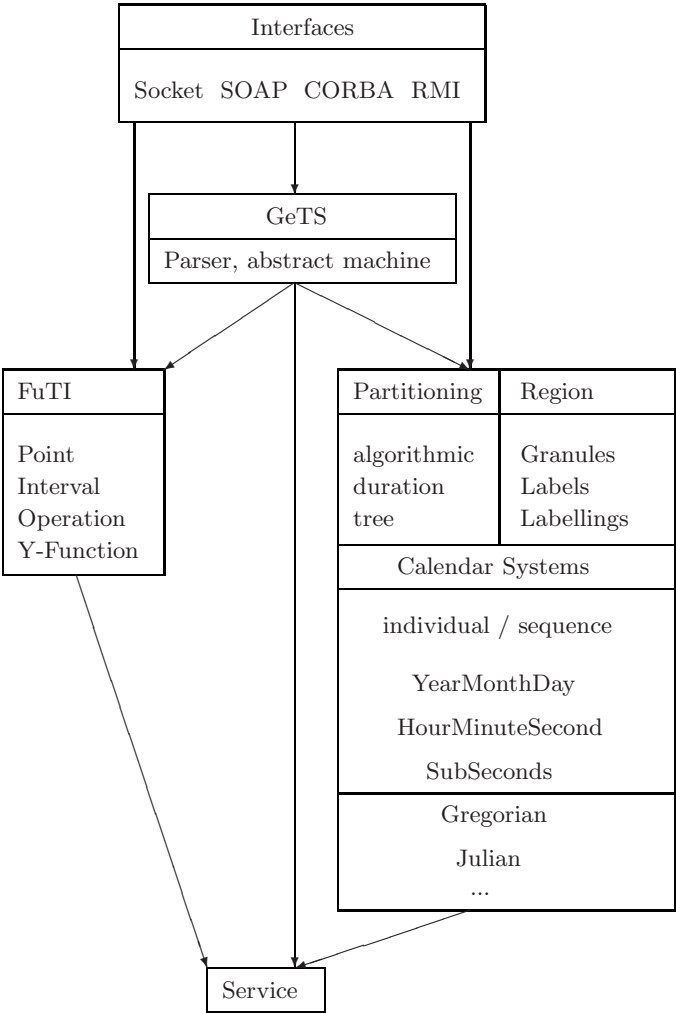 Interfaces
Socket SOAP CORBA RMI
GeTS
Parser, abstract machine
FuTI
Point
Interval
Operation
Y-Function
Partitioning
algorithmic
duration
tree
Region
Granules
Labels
Labellings
Calendar Systems
individual / sequence
YearMonthDay
HourMinuteSecond
SubSeconds
Gregorian
Julian
...
Service